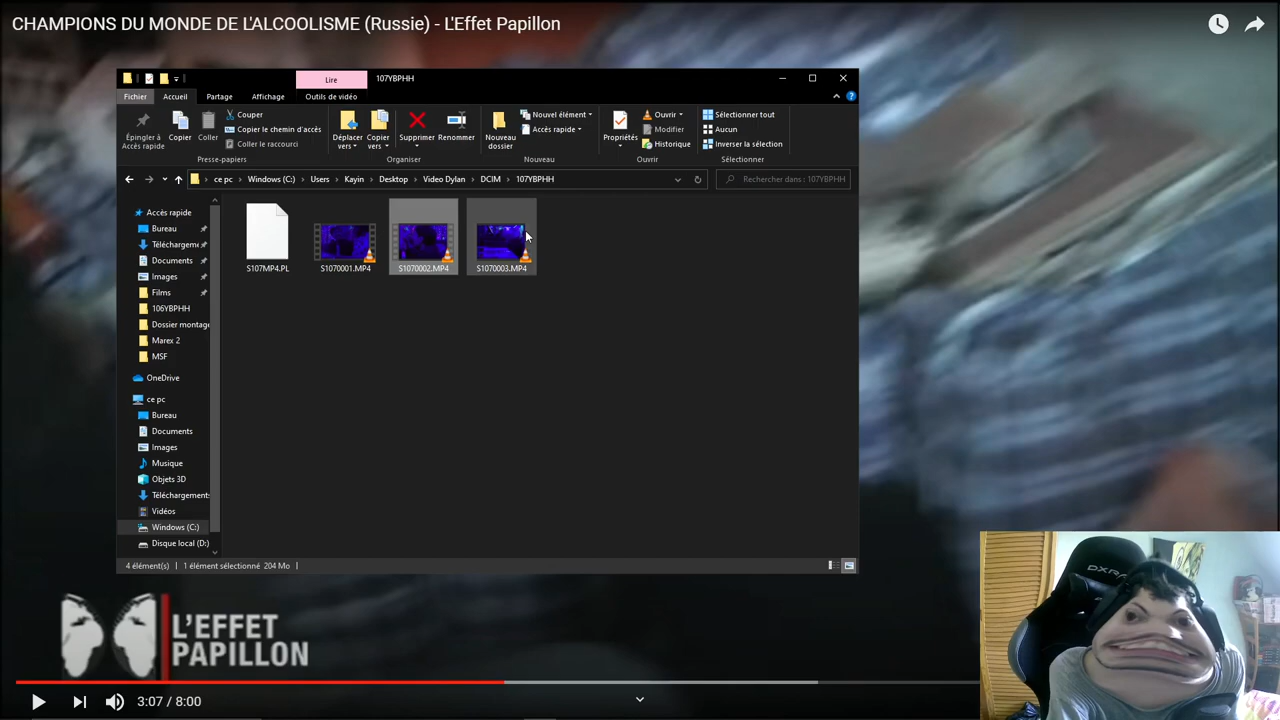 CHAMPIONS DU MONDE DE L'ALCOOLISME (Russie) - L'Effet Papillon
Lire
107YBPHH
Fichier
Accueil
Partage
Affichage
Outils de vidéo
Épingler à
Accès rapide
Copier
Coller
Couper
Copier le chemin d'accès
Coller le raccourci
Presse-papiers
Déplacer
vers
Copier
vers
Supprimer
Renommer
Organiser
Nouveau
dossier
Nouvel élément
Accès rapide
Nouveau
Propriétés
Ouvrir
Modifier
Historique
Ouvrir
Sélectionner tout
Aucun
Inverser la sélection
Sélectionner
ce pc > Windows (C:) > Users > Kayin > Desktop > Video Dylan > DCIM > 107YBPHH
Rechercher dans : 107YBPHH
Accès rapide
Bureau
Téléchargeme
Documents
Images
Films
106YBPHH
Dossier montag
Marex 2
MSF
OneDrive
ce pc
Bureau
Documents
Images
Musique
Objets 3D
Téléchargements
Vidéos
Windows (C:)
Disque local (D:)
S107MP4.PL
S1070001.MP4
S1070002.MP4
S1070003.MP4
4 élément(s)
1 élément sélectionné 204 Mo
L'EFFET
PAPILLON
3:07 / 8:00
DXRA